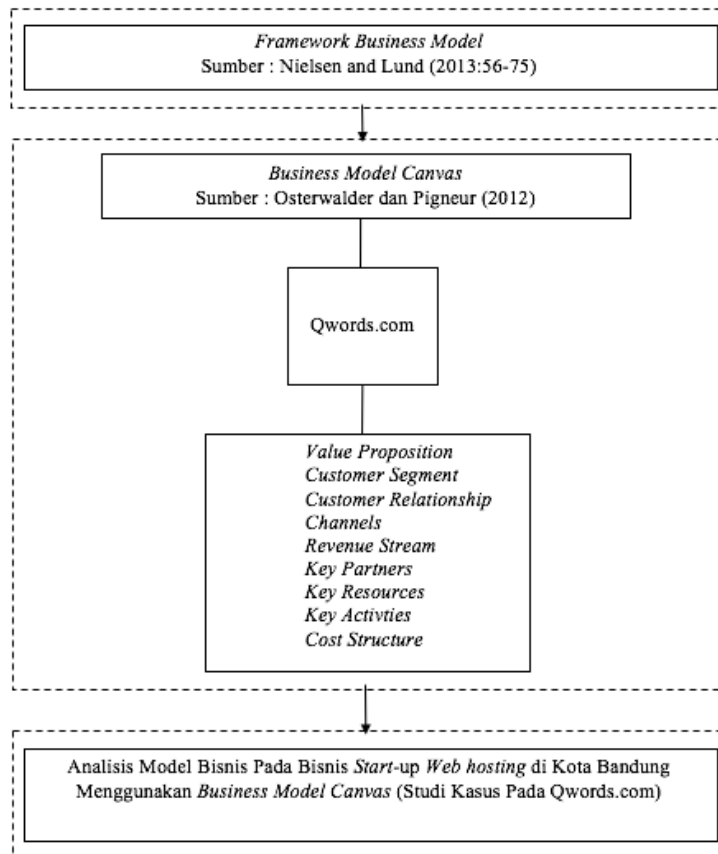 Framework Business Model
Sumber : Nielsen and Lund (2013:56-75)
Business Model Canvas
Sumber : Osterwalder dan Pigneur (2012)
Qwords.com
Value Proposition
Customer Segment
Customer Relationship
Channels
Revenue Stream
Key Partners
Key Resources
Key Activties
Cost Structure
Analisis Model Bisnis Pada Bisnis Start-up Web hosting di Kota Bandung
Menggunakan Business Model Canvas (Studi Kasus Pada Qwords.com)